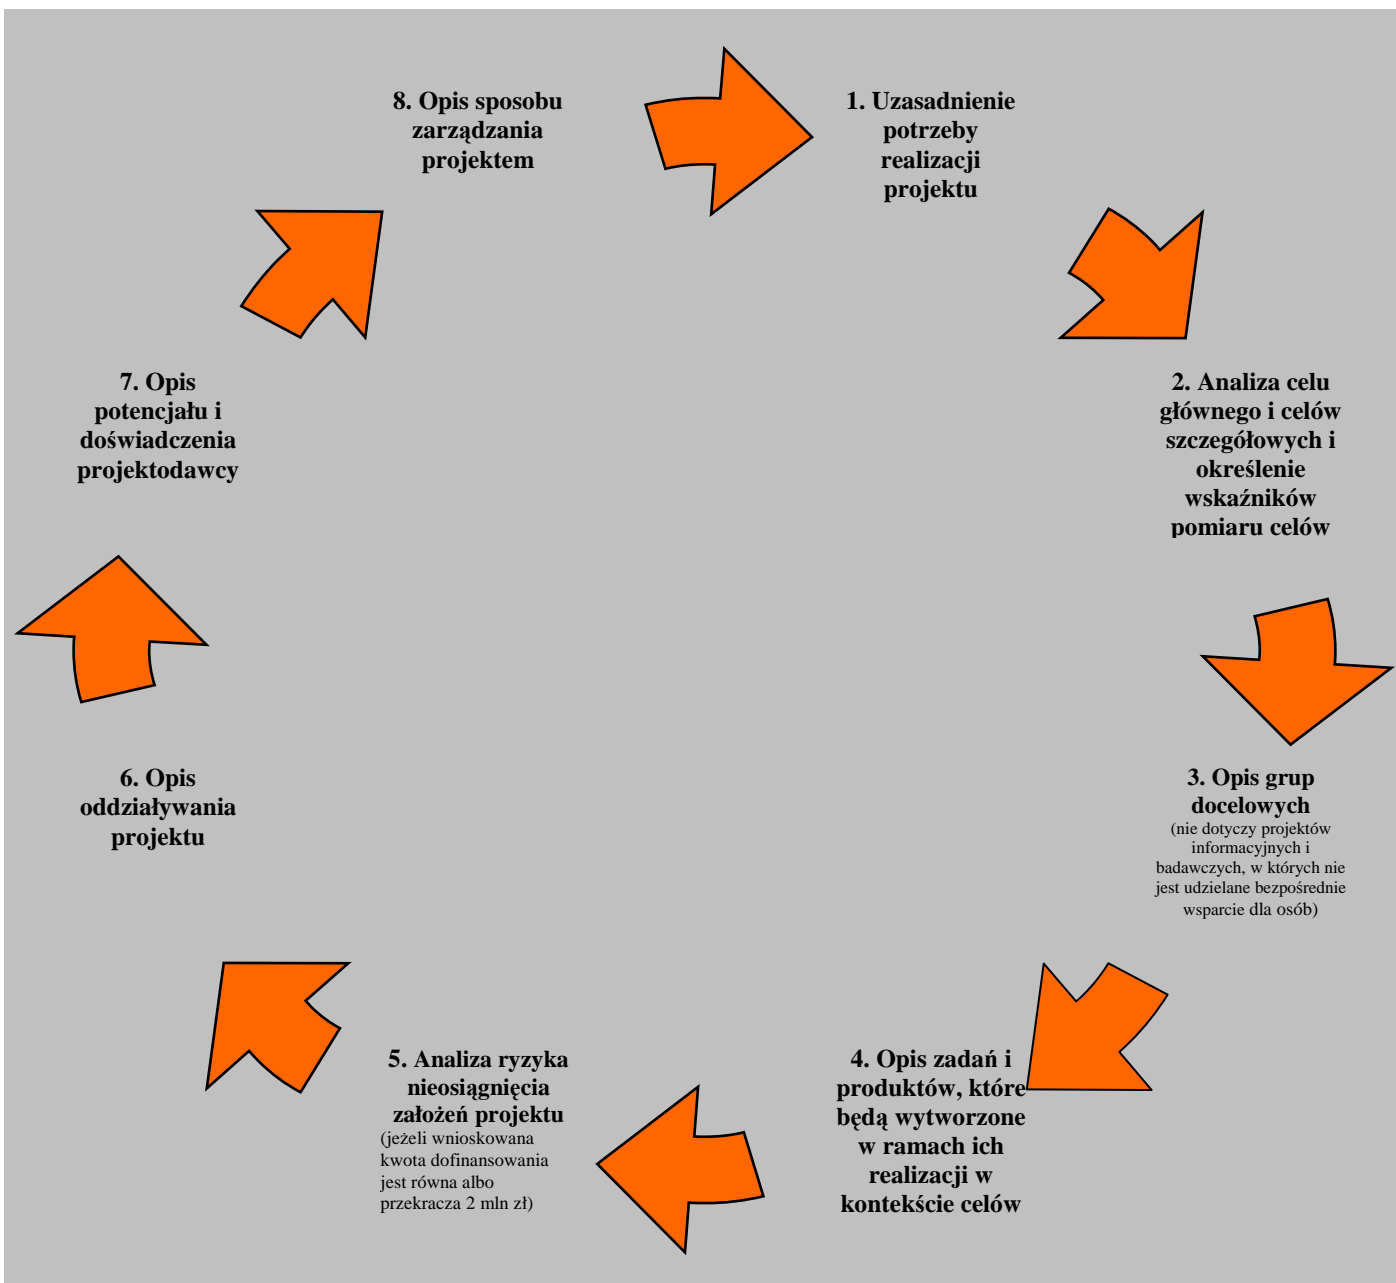 1. Uzasadnienie
potrzeby
realizacji
projektu
2. Analiza celu
głównego i celów
szczegółowych i
określenie
wskaźników
pomiaru celów
3. Opis grup
docelowych
(nie dotyczy projektów
informacyjnych i
badawczych, w których nie
jest udzielane bezpośrednie
wsparcie dla osób)
4. Opis zadań i
produktów, które
będą wytworzone
w ramach ich
realizacji w
kontekście celów
5. Analiza ryzyka
nieosiągnięcia
założeń projektu
(jeżeli wnioskowana
kwota dofinansowania
jest równa albo
przekracza 2 mln zł)
6. Opis
oddziaływania
projektu
7. Opis
potencjału i
doświadczenia
projektodawcy
8. Opis sposobu
zarządzania
projektem